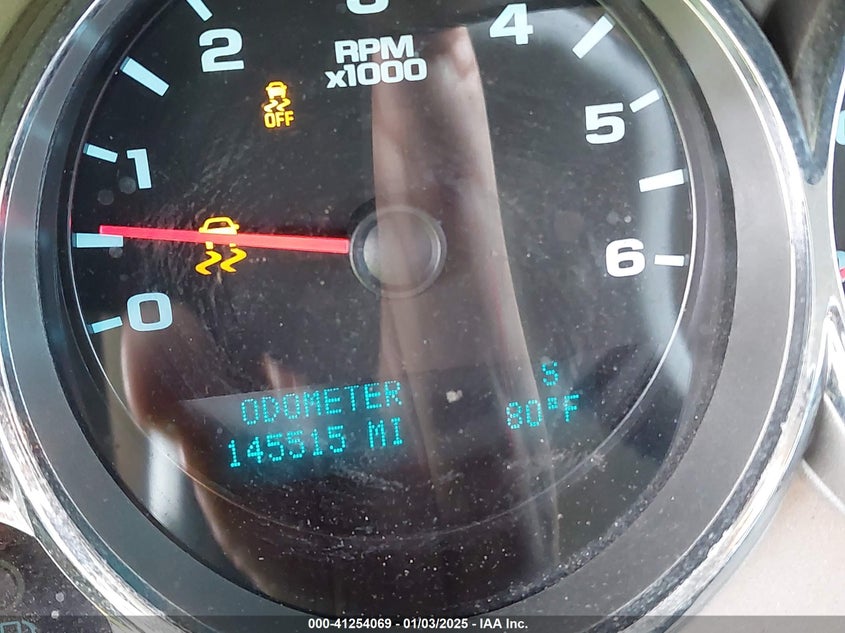 3
2
4
RPM
x1000
OFF
5
1
6
0
S
ODOMETER
80°F
145515 MI
000-41254069 - 01/03/2025 - IAA Inc.